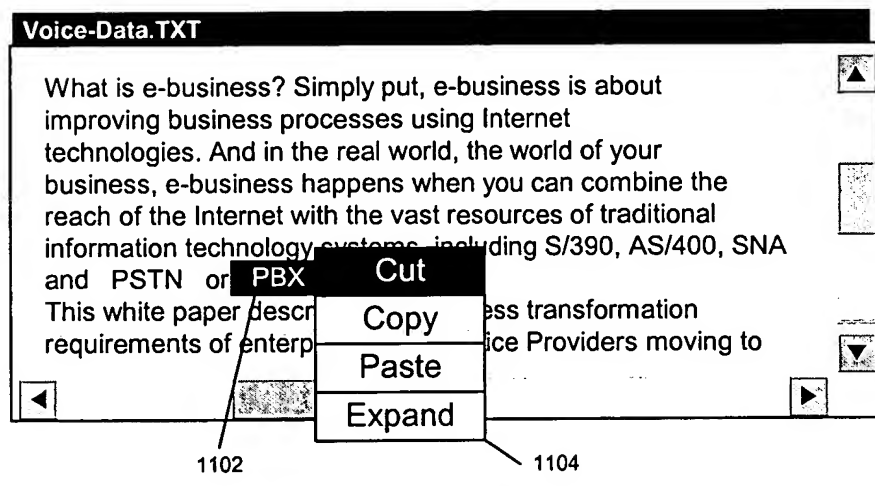 Voice-Data.TXT
What is e-business? Simply put, e-business is about
improving business processes using Internet
technologies. And in the real world, the world of your
business, e-business happens when you can combine the
reach of the Internet with the vast resources of traditional
information technology systems, including S/390, AS/400, SNA
and PSTN or PBX
This white paper descr ess transformation
requirements of enterp ice Providers moving to
Cut
Copy
Paste
Expand
1102
1104